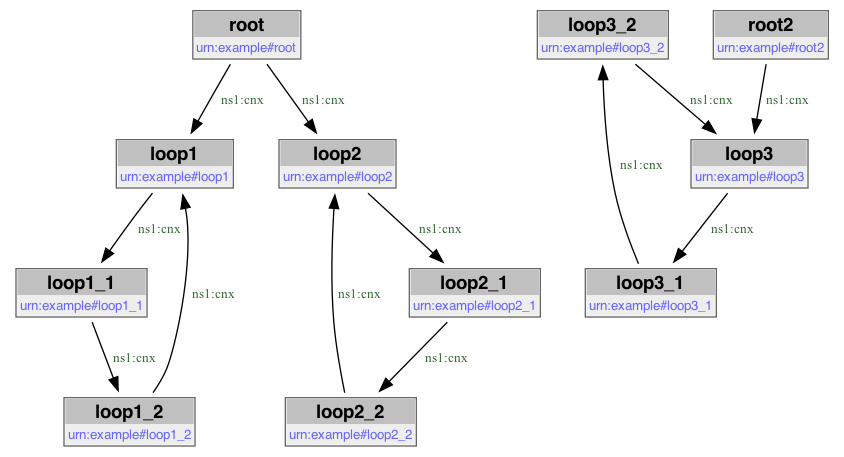 root
urn:example#root
loop3_2
urn:example#loop3_2
root2
urn:example#root2
ns1:cnx
ns1:cnx
ns1:cnx
ns1:cnx
loop1
urn:example#loop1
loop2
urn:example#loop2
loop3
urn:example#loop3
ns1:cnx
ns1:cnx
ns1:cnx
ns1:cnx
loop1_1
urn:example#loop1_1
ns1:cnx
ns1:cnx
loop2_1
urn:example#loop2_1
loop3_1
urn:example#loop3_1
ns1:cnx
ns1:cnx
loop1_2
urn:example#loop1_2
loop2_2
urn:example#loop2_2